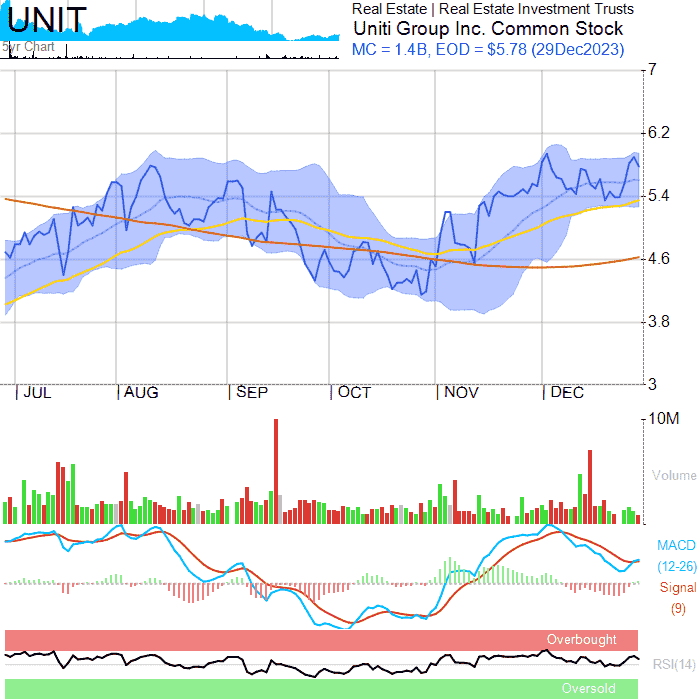 UNIT
5yr Chart
Real Estate | Real Estate Investment Trusts
Uniti Group Inc. Common Stock
MC = 1.4B, EOD = $5.78 (29Dec2023)
7
6.2
5.4
4.6
3.8
3
JUL AUG SEP OCT NOV DEC
10M
Volume
MACD
(12-26)
Signal
(9)
Overbought
RSI(14)
Oversold